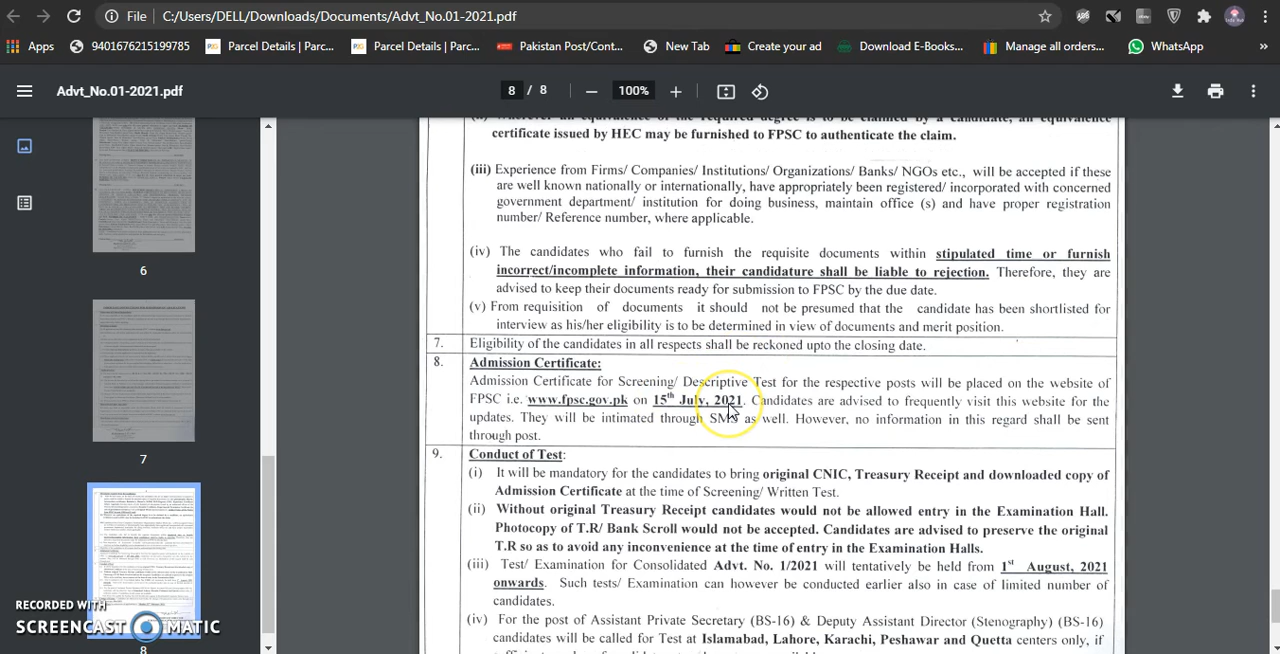 File
C:/Users/DELL/Downloads/Documents/Advt_No.01-2021.pdf
Apps
9401676215199785
Parcel Details | Parc...
Parcel Details | Parc...
Pakistan Post/Cont...
New Tab
Create your ad
Download E-Books...
Manage all orders...
WhatsApp
»
Advt_No.01-2021.pdf
8 / 8
100%
certificate issued by HEC may be furnished to FPSC to authenticate the claim.
(iii) Experience from Firms/ Companies/ Institutions/ Organizations/ Banks/ NGOs etc., will be accepted if these
are well known nationally or internationally, have appropriately been registered/ incorporated with concerned
government department/ institution for doing business, maintain office (s) and have proper registration
number/ Reference number, where applicable.
(iv) The candidates who fail to furnish the requisite documents within stipulated time or furnish
incorrect/incomplete information, their candidature shall be liable to rejection. Therefore, they are
advised to keep their documents ready for submission to FPSC by the due date.
(v) From requisition of documents it should not be presumed that the candidate has been shortlisted for
interview as his/her eligibility is to be determined in view of documents and merit position.
7. Eligibility of the candidates in all respects shall be reckoned upto the closing date.
8. Admission Certificate:
Admission Certificate for Screening/ Descriptive Test for the respective posts will be placed on the website of
FPSC i.e. www.fpsc.gov.pk on 15th July, 2021. Candidates are advised to frequently visit this website for the
updates. They will be intimated through SMS as well. However, no information in this regard shall be sent
through post.
9. Conduct of Test:
(i) It will be mandatory for the candidates to bring original CNIC, Treasury Receipt and downloaded copy of
Admission Certificate at the time of Screening/ Written Test.
(ii) Without original Treasury Receipt candidates would not be allowed entry in the Examination Hall.
Photocopy of T.R/ Bank Scroll would not be accepted. Candidates are advised to preserve the original
T.R so as to avoid any inconvenience at the time of entry in the Examination Halls.
(iii) Test/ Examination for Consolidated Advt. No. 1/2021 will tentatively be held from 1st August, 2021
onwards. Such tests/ Examination can however be conducted earlier also in case of limited number of
candidates.
(iv) For the post of Assistant Private Secretary (BS-16) & Deputy Assistant Director (Stenography) (BS-16)
candidates will be called for Test at Islamabad, Lahore, Karachi, Peshawar and Quetta centers only, if
6
7
8
RECORDED WITH
SCREENCAST MATIC